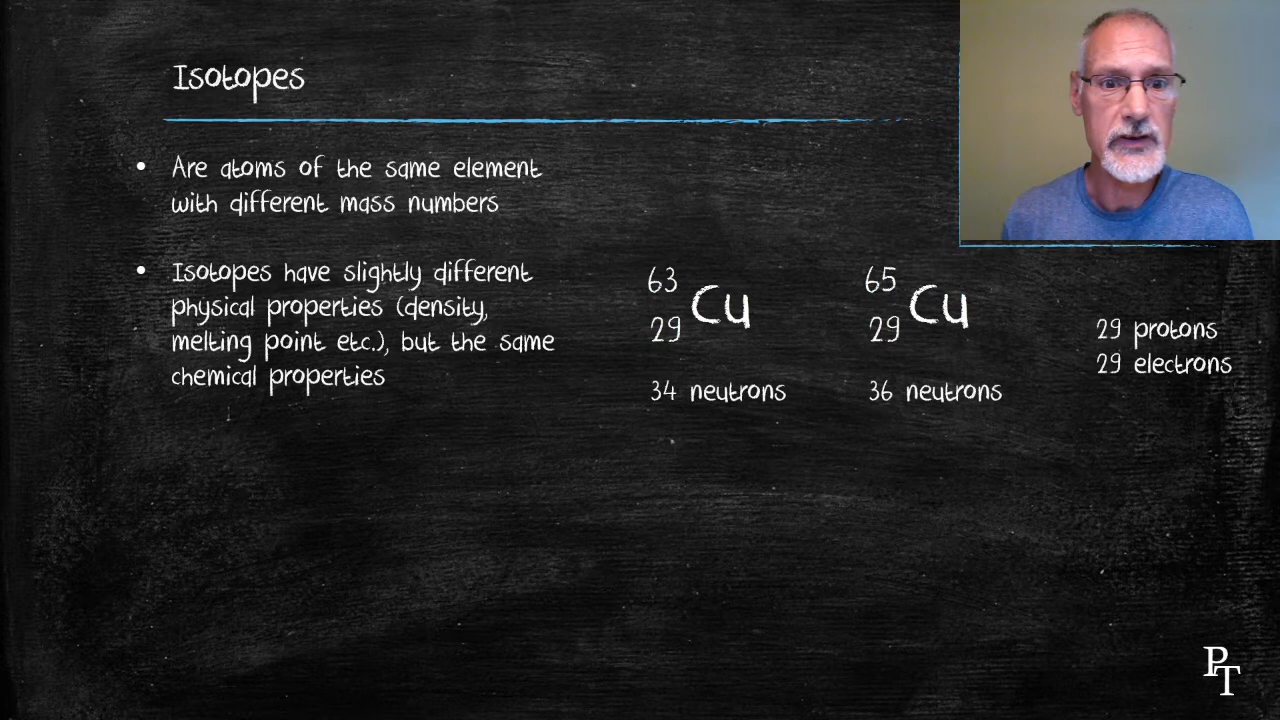 Isotopes
• Are atoms of the same element
with different mass numbers
• Isotopes have slightly different
physical properties (density,
melting point etc.), but the same
chemical properties
63
29 Cu
34 neutrons
65
29 Cu
36 neutrons
29 protons
29 electrons
PT